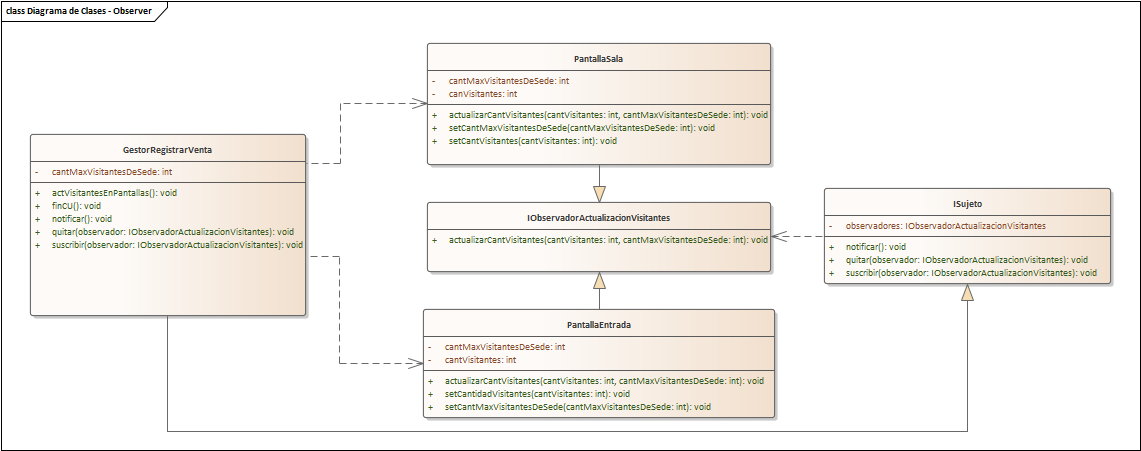 class Diagrama de Clases - Observer
PantallaSala
- cantMaxVisitantesDeSede: int
- canVisitantes: int
+ actualizarCantVisitantes(cantVisitantes: int, cantMaxVisitantesDeSede: int): void
+ setCantMaxVisitantesDeSede(cantMaxVisitantesDeSede: int): void
+ setCantVisitantes(cantVisitantes: int): void
GestorRegistrarVenta
- cantMaxVisitantesDeSede: int
+ actVisitantesEnPantallas(): void
+ finCU(): void
+ notificar(): void
+ quitar(observador: IObservadorActualizacionVisitantes): void
+ suscribir(observador: IObservadorActualizacionVisitantes): void
IObservadorActualizacionVisitantes
+ actualizarCantVisitantes(cantVisitantes: int, cantMaxVisitantesDeSede: int): void
ISujeto
- observadores: IObservadorActualizacionVisitantes
+ notificar(): void
+ quitar(observador: IObservadorActualizacionVisitantes): void
+ suscribir(observador: IObservadorActualizacionVisitantes): void
PantallaEntrada
- cantMaxVisitantesDeSede: int
- cantVisitantes: int
+ actualizarCantVisitantes(cantVisitantes: int, cantMaxVisitantesDeSede: int): void
+ setCantidadVisitantes(cantVisitantes: int): void
+ setCantMaxVisitantesDeSede(cantMaxVisitantesDeSede: int): void